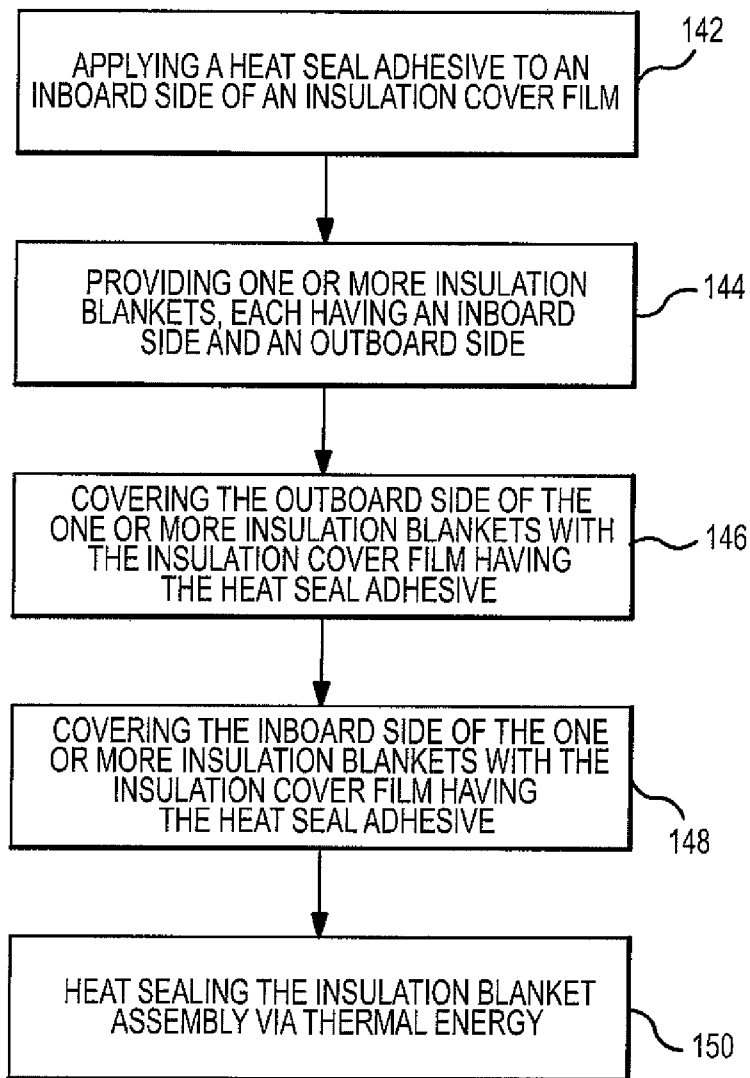 APPLYING A HEAT SEAL ADHESIVE TO AN
INBOARD SIDE OF AN INSULATION COVER FILM
142
PROVIDING ONE OR MORE INSULATION
BLANKETS, EACH HAVING AN INBOARD
SIDE AND AN OUTBOARD SIDE
144
COVERING THE OUTBOARD SIDE OF THE
ONE OR MORE INSULATION BLANKETS WITH
THE INSULATION COVER FILM HAVING
THE HEAT SEAL ADHESIVE
146
COVERING THE INBOARD SIDE OF THE ONE
OR MORE INSULATION BLANKETS WITH THE
INSULATION COVER FILM HAVING
THE HEAT SEAL ADHESIVE
148
HEAT SEALING THE INSULATION BLANKET
ASSEMBLY VIA THERMAL ENERGY
150